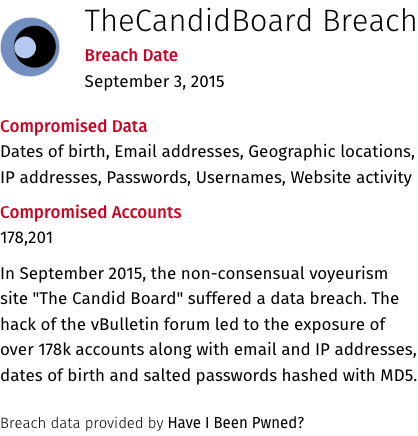 TheCandidBoard Breach
Breach Date
September 3, 2015
Compromised Data
Dates of birth, Email addresses, Geographic locations,
IP addresses, Passwords, Usernames, Website activity
Compromised Accounts
178,201
In September 2015, the non-consensual voyeurism
site "The Candid Board" suffered a data breach. The
hack of the vBulletin forum led to the exposure of
over 178k accounts along with email and IP addresses,
dates of birth and salted passwords hashed with MD5.
Breach data provided by Have I Been Pwned?